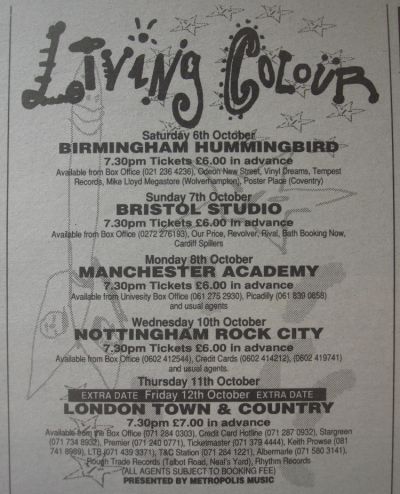 Living Colour
Saturday 6th October
BIRMINGHAM HUMMINGBIRD
7.30pm Tickets £6.00 in advance
Available from Box Office (021 236 4236), Odeon New Street, Vinyl Dreams, Tempest
Records, Mike Lloyd Megastore (Wolverhampton), Poster Place (Coventry)
Sunday 7th October
BRISTOL STUDIO
7.30pm Tickets £6.00 in advance
Available from Box Office (0272 276193), Our Price, Revolver, Rival, Bath Booking Now,
Cardiff Spillers
Monday 8th October
MANCHESTER ACADEMY
7.30pm Tickets £6.00 in advance
Available from Univesity Box Office (061 275 2930), Picadilly (061 839 0858)
and usual agents
Wednesday 10th October
NOTTINGHAM ROCK CITY
7.30pm Tickets £6.00 in advance
Available from Box Office (0602 412544), Credit Cards (0602 414212), (0602 419741)
and usual agents.
Thursday 11th October
EXTRA DATE Friday 12th October EXTRA DATE
LONDON TOWN & COUNTRY
7.30pm £7.00 in advance
Available from the Box Office (071 284 0303), Credit Card Hotline (071 287 0932), Stargreen
(071 734 8932), Premier (071 240 0771), Ticketmaster (071 379 4444), Keith Prowse (081
741 8989), LTB (071 439 3371), T&C Station (071 284 1221), Albermarle (071 580 3141),
Rough Trade Records (Talbot Road, Neal's Yard), Rhythm Records
(ALL AGENTS SUBJECT TO BOOKING FEE)
PRESENTED BY METROPOLIS MUSIC